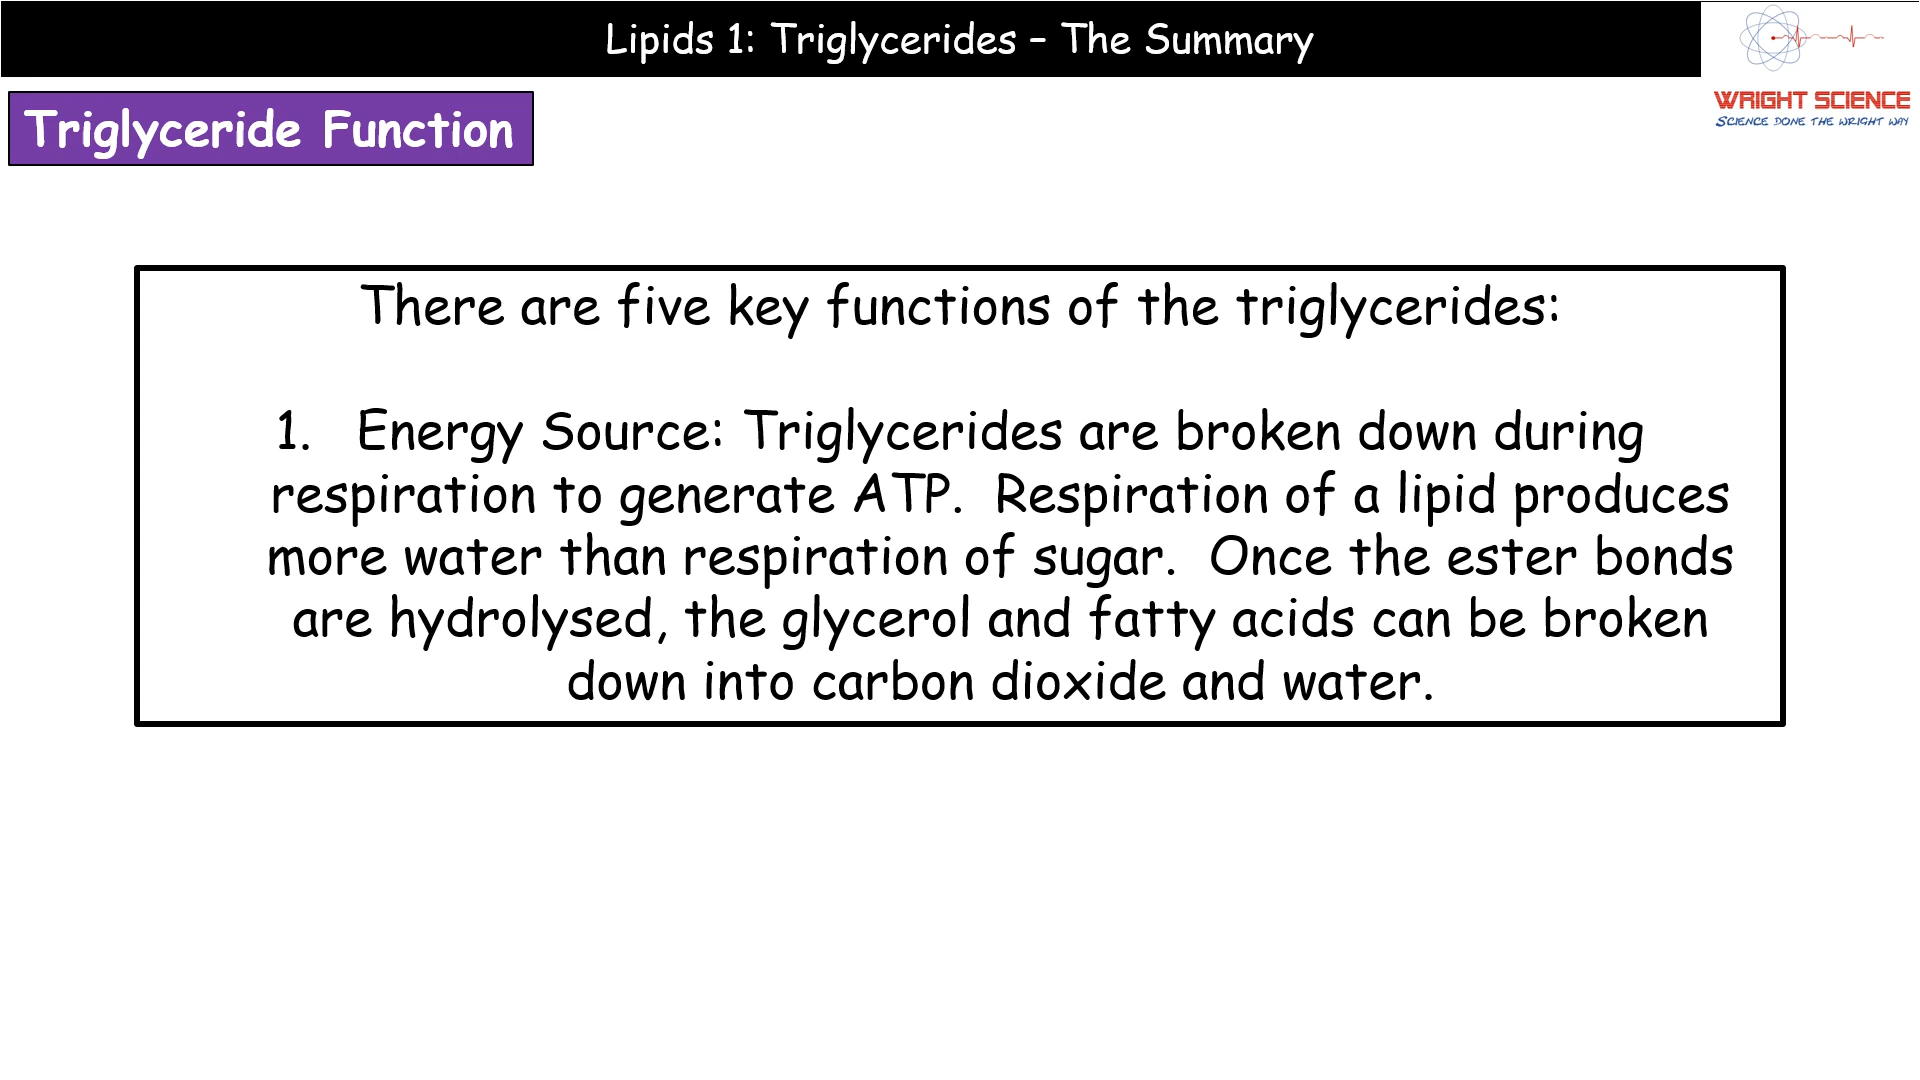 Lipids 1: Triglycerides – The Summary
WRIGHT SCIENCE
SCIENCE DONE THE WRIGHT WAY
Triglyceride Function
There are five key functions of the triglycerides:
1. Energy Source: Triglycerides are broken down during
respiration to generate ATP. Respiration of a lipid produces
more water than respiration of sugar. Once the ester bonds
are hydrolysed, the glycerol and fatty acids can be broken
down into carbon dioxide and water.